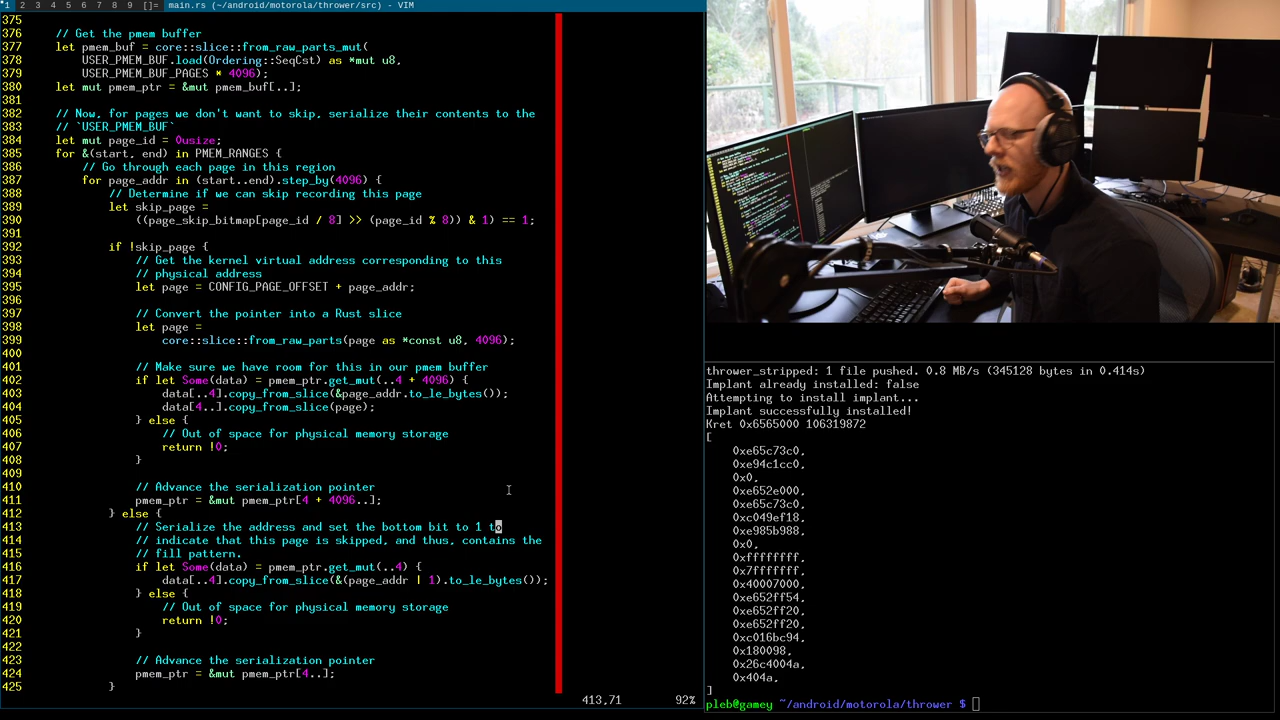 1 2 3 4 5 6 7 8 9 []= main.rs (~/android/motorola/thrower/src) - VIM
375
376 // Get the pmem buffer
377 let pmem_buf = core::slice::from_raw_parts_mut(
378 USER_PMEM_BUF.load(Ordering::SeqCst) as *mut u8,
379 USER_PMEM_BUF_PAGES * 4096);
380 let mut pmem_ptr = &mut pmem_buf[..];
381
382 // Now, for pages we don't want to skip, serialize their contents to the
383 // `USER_PMEM_BUF`
384 let mut page_id = 0usize;
385 for &(start, end) in PMEM_RANGES {
386 // Go through each page in this region
387 for page_addr in (start..end).step_by(4096) {
388 // Determine if we can skip recording this page
389 let skip_page =
390 ((page_skip_bitmap[page_id / 8] >> (page_id % 8)) & 1) == 1;
391
392 if !skip_page {
393 // Get the kernel virtual address corresponding to this
394 // physical address
395 let page = CONFIG_PAGE_OFFSET + page_addr;
396
397 // Convert the pointer into a Rust slice
398 let page =
399 core::slice::from_raw_parts(page as *const u8, 4096);
400
401 // Make sure we have room for this in our pmem buffer
402 if let Some(data) = pmem_ptr.get_mut(..4 + 4096) {
403 data[..4].copy_from_slice(&page_addr.to_le_bytes());
404 data[4..].copy_from_slice(page);
405 } else {
406 // Out of space for physical memory storage
407 return !0;
408 }
409
410 // Advance the serialization pointer
411 pmem_ptr = &mut pmem_ptr[4 + 4096..];
412 } else {
413 // Serialize the address and set the bottom bit to 1 to
414 // indicate that this page is skipped, and thus, contains the
415 // fill pattern.
416 if let Some(data) = pmem_ptr.get_mut(..4) {
417 data[..4].copy_from_slice(&(page_addr | 1).to_le_bytes());
418 } else {
419 // Out of space for physical memory storage
420 return !0;
421 }
422
423 // Advance the serialization pointer
424 pmem_ptr = &mut pmem_ptr[4..];
425 }
413,71 92%
thrower_stripped: 1 file pushed. 0.8 MB/s (345128 bytes in 0.414s)
Implant already installed: false
Attempting to install implant...
Implant successfully installed!
Kret 0x6565000 106319872
[
0xe65c73c0,
0xe94c1cc0,
0x0,
0xe652e000,
0xe65c73c0,
0xc049ef18,
0xe985b988,
0x0,
0xffffffff,
0x7fffffff,
0x40007000,
0xe652ff54,
0xe652ff20,
0xe652ff20,
0xc016bc94,
0x180098,
0x26c4004a,
0x404a,
]
pleb@gamey ~/android/motorola/thrower $